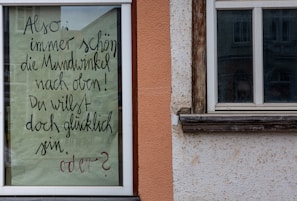 Also:
immer schön
die Mundwinkel
nach oben!
Du willst
doch glücklich
sein,
oder?